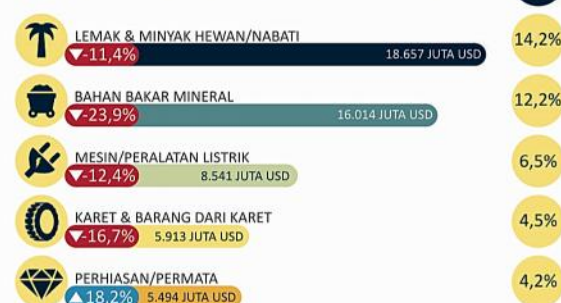 LEMAK & MINYAK HEWAN/NABATI
▼-11,4% 18.657 JUTA USD 14,2%
BAHAN BAKAR MINERAL
▼-23,9% 16.014 JUTA USD 12,2%
MESIN/PERALATAN LISTRIK
▼-12,4% 8.541 JUTA USD 6,5%
KARET & BARANG DARI KARET
▼-16,7% 5.913 JUTA USD 4,5%
PERHIASAN/PERMATA
▲18,2% 5.494 JUTA USD 4,2%